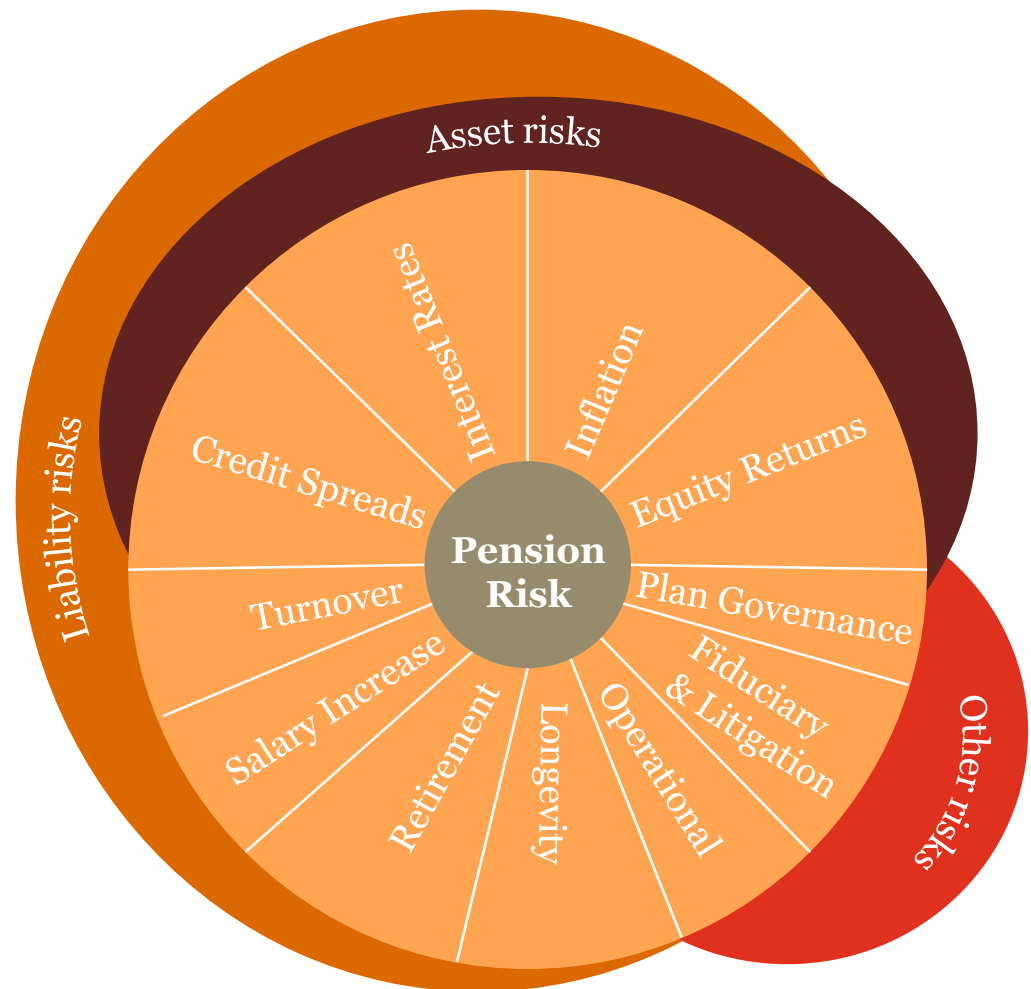 Asset risks
Liability risks
Other risks
Interest Rates
Inflation
Credit Spreads
Equity Returns
Pension
Risk
Turnover
Plan Governance
Salary Increase
Fiduciary
& Litigation
Retirement
Longevity
Operational